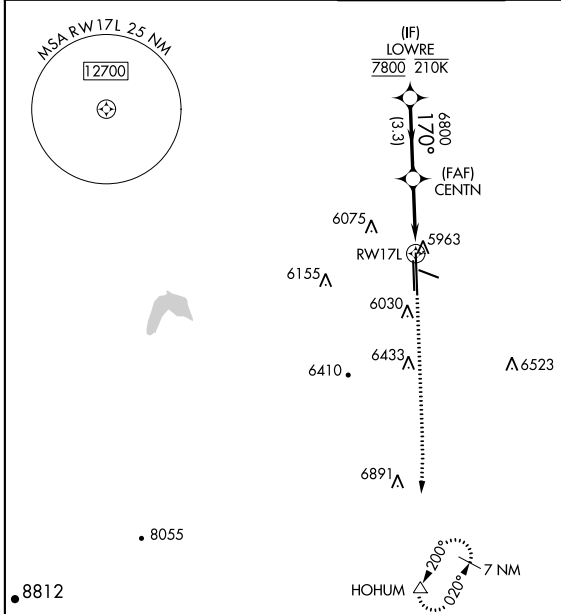 MSA RW17L 25 NM
12700
(IF)
LOWRE
7800 210K
6800
170°
(3.3)
(FAF)
CENTN
6075
5963
RW17L
6155
6030
6433
6410
6523
6891
8055
8812
HOHUM
200°
020°
7 NM